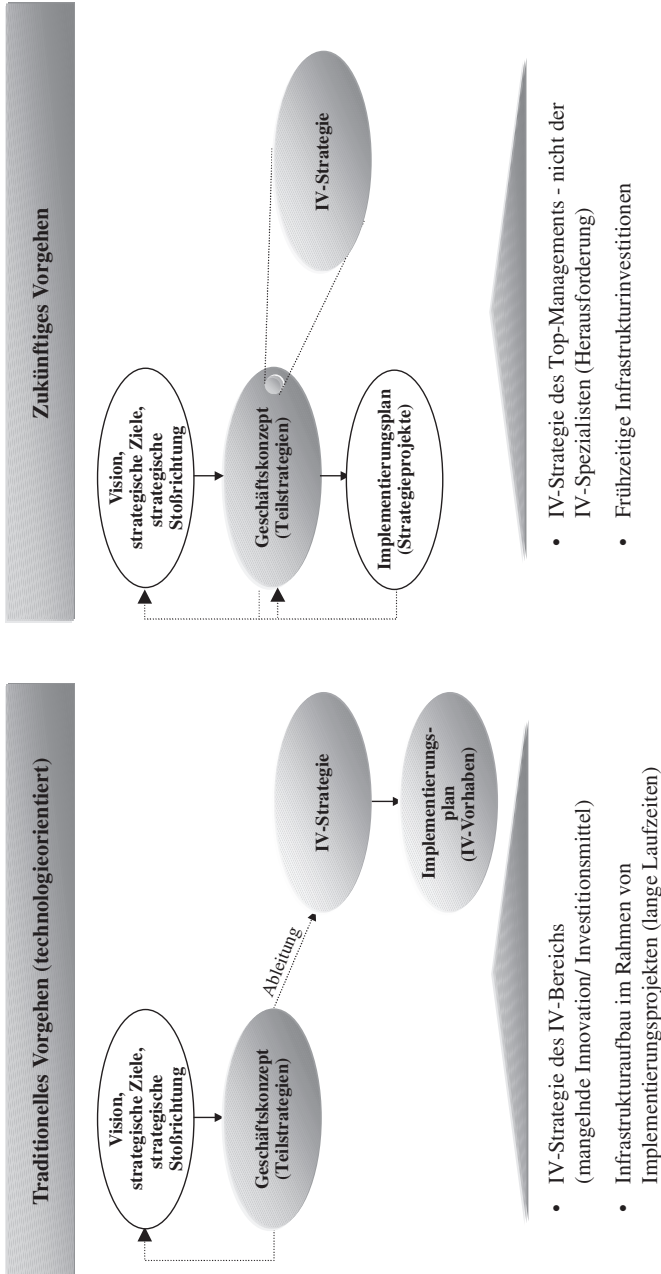 Traditionelles Vorgehen (technologieorientiert)
Vision,
strategische Ziele,
strategische
Stoßrichtung
Geschäftskonzept
(Teilstrategien)
Ableitung
IV-Strategie
Implementierungs-
plan
(IV-Vorhaben)
• IV-Strategie des IV-Bereichs
(mangelnde Innovation/ Investitionsmittel)
• Infrastrukturaufbau im Rahmen von
Implementierungsprojekten (lange Laufzeiten)
Zukünftiges Vorgehen
Vision,
strategische Ziele,
strategische
Stoßrichtung
Geschäftskonzept
(Teilstrategien)
IV-Strategie
Implementierungsplan
(Strategieprojekte)
• IV-Strategie des Top-Managements - nicht der
IV-Spezialisten (Herausforderung)
• Frühzeitige Infrastrukturinvestitionen